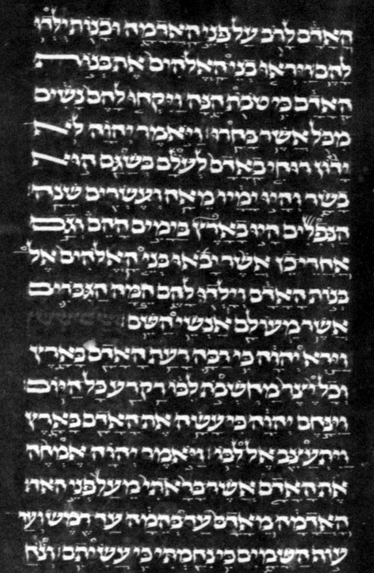 האדם לרב על פני האדמה ובנות ילדו
להם ויראו בני האלהים את בנות
האדם כי טבת הנה ויקחו להם נשים
מכל אשר בחרו ויאמר יהוה לא
ידון רוחי באדם לעלם בשגם הוא
בשר והיו ימיו מאה ועשרים שנה
הנפלים היו בארץ בימים ההם וגם
אחרי כן אשר יבאו בני האלהים אל
בנות האדם וילדו להם המה הגברים
אשר מעולם אנשי השם
וירא יהוה כי רבה רעת האדם בארץ
וכל יצר מחשבת לבו רק רע כל היום
וינחם יהוה כי עשה את האדם בארץ
ויתעצב אל לבו ויאמר יהוה אמחה
את האדם אשר בראתי מעל פני
האדמה מאדם עד בהמה עד רמש ועד
עוף השמים כי נחמתי כי עשיתם ונח